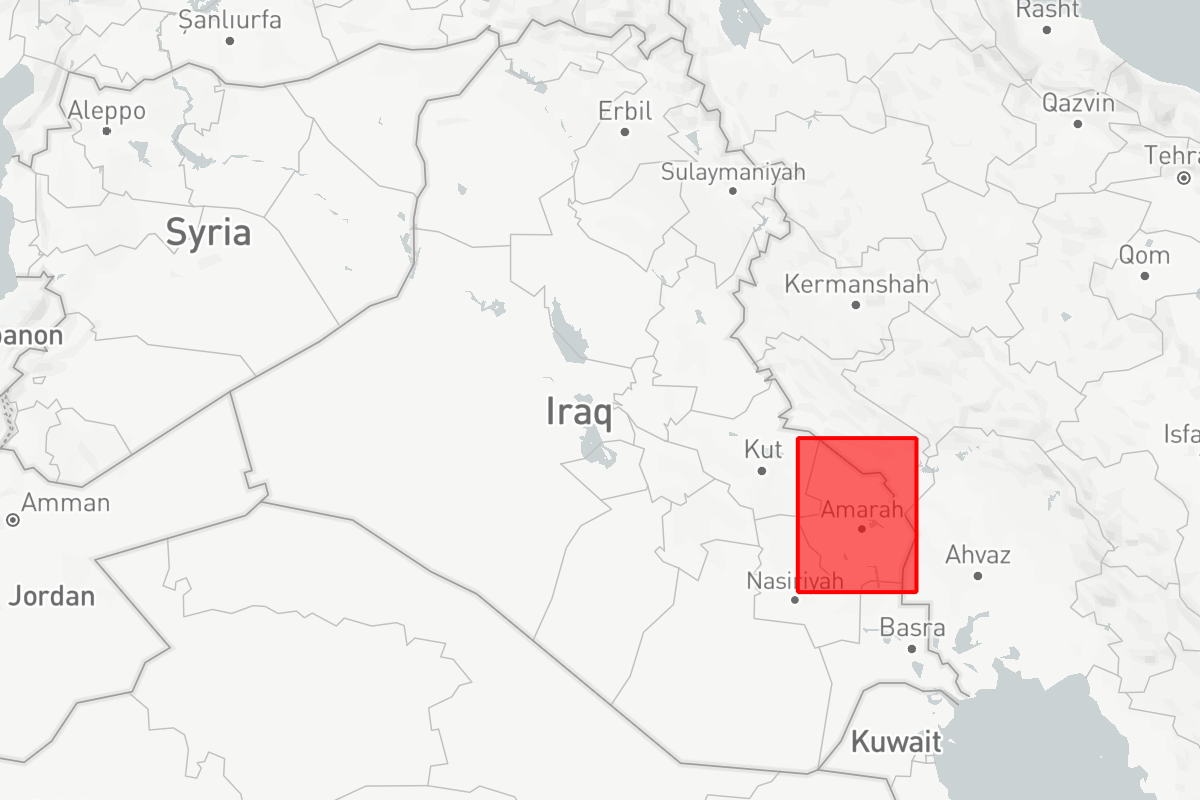 Şanlıurfa
Rasht
Aleppo
Erbil
Qazvin
Tehra
Sulaymaniyah
Syria
Qom
Kermanshah
banon
Iraq
Isfa
Kut
Amman
Amarah
Ahvaz
Nasiriyah
Jordan
Basra
Kuwait